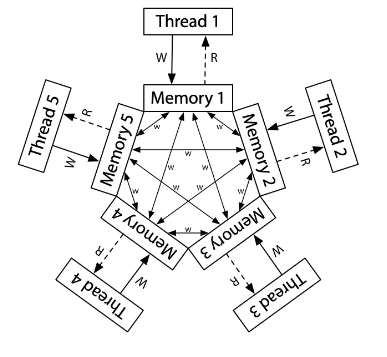 Thread 1
W
R
Memory 1
Thread 5
R
W
Memory 5
Thread 2
W
R
Memory 2
w
w
w
w
w
w
w
w
w
w
Memory 4
R
W
Thread 4
Memory 3
W
R
Thread 3